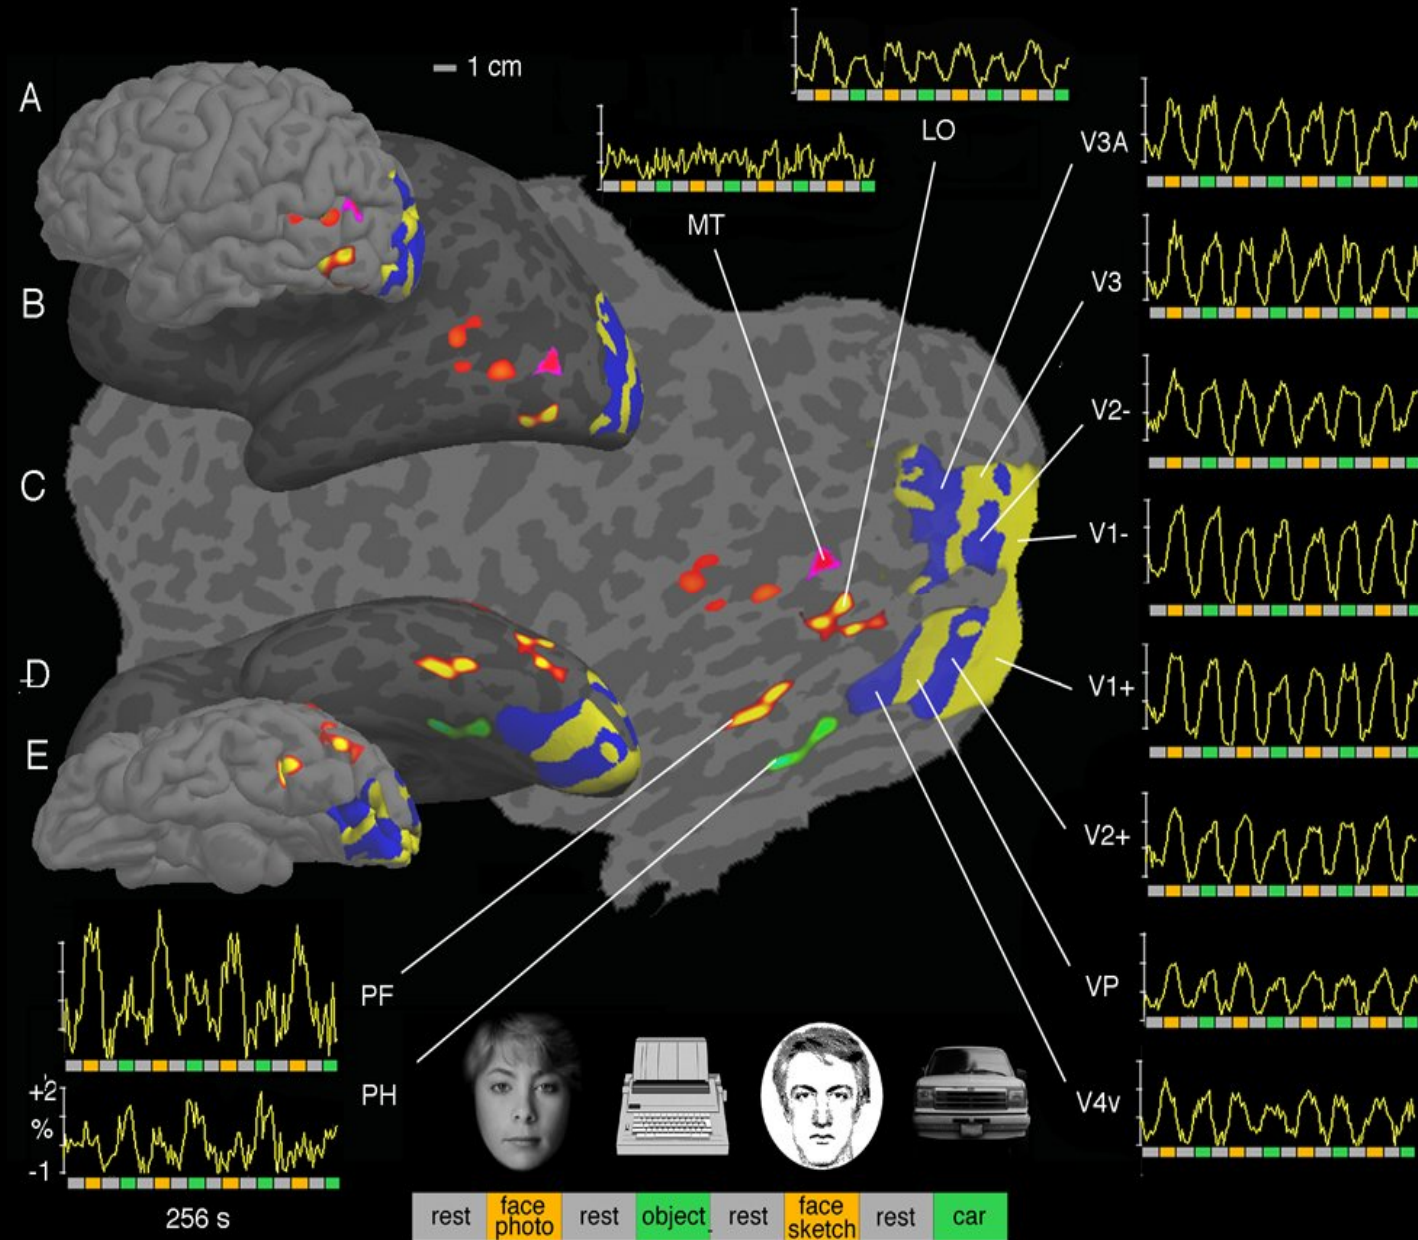 A
1 cm
LO
V3A
MT
B
V3
V2-
C
V1-
D
V1+
E
V2+
PF
VP
PH
V4v
+2
%
-1
256 s
rest
face
photo
rest
object
rest
face
sketch
rest
car